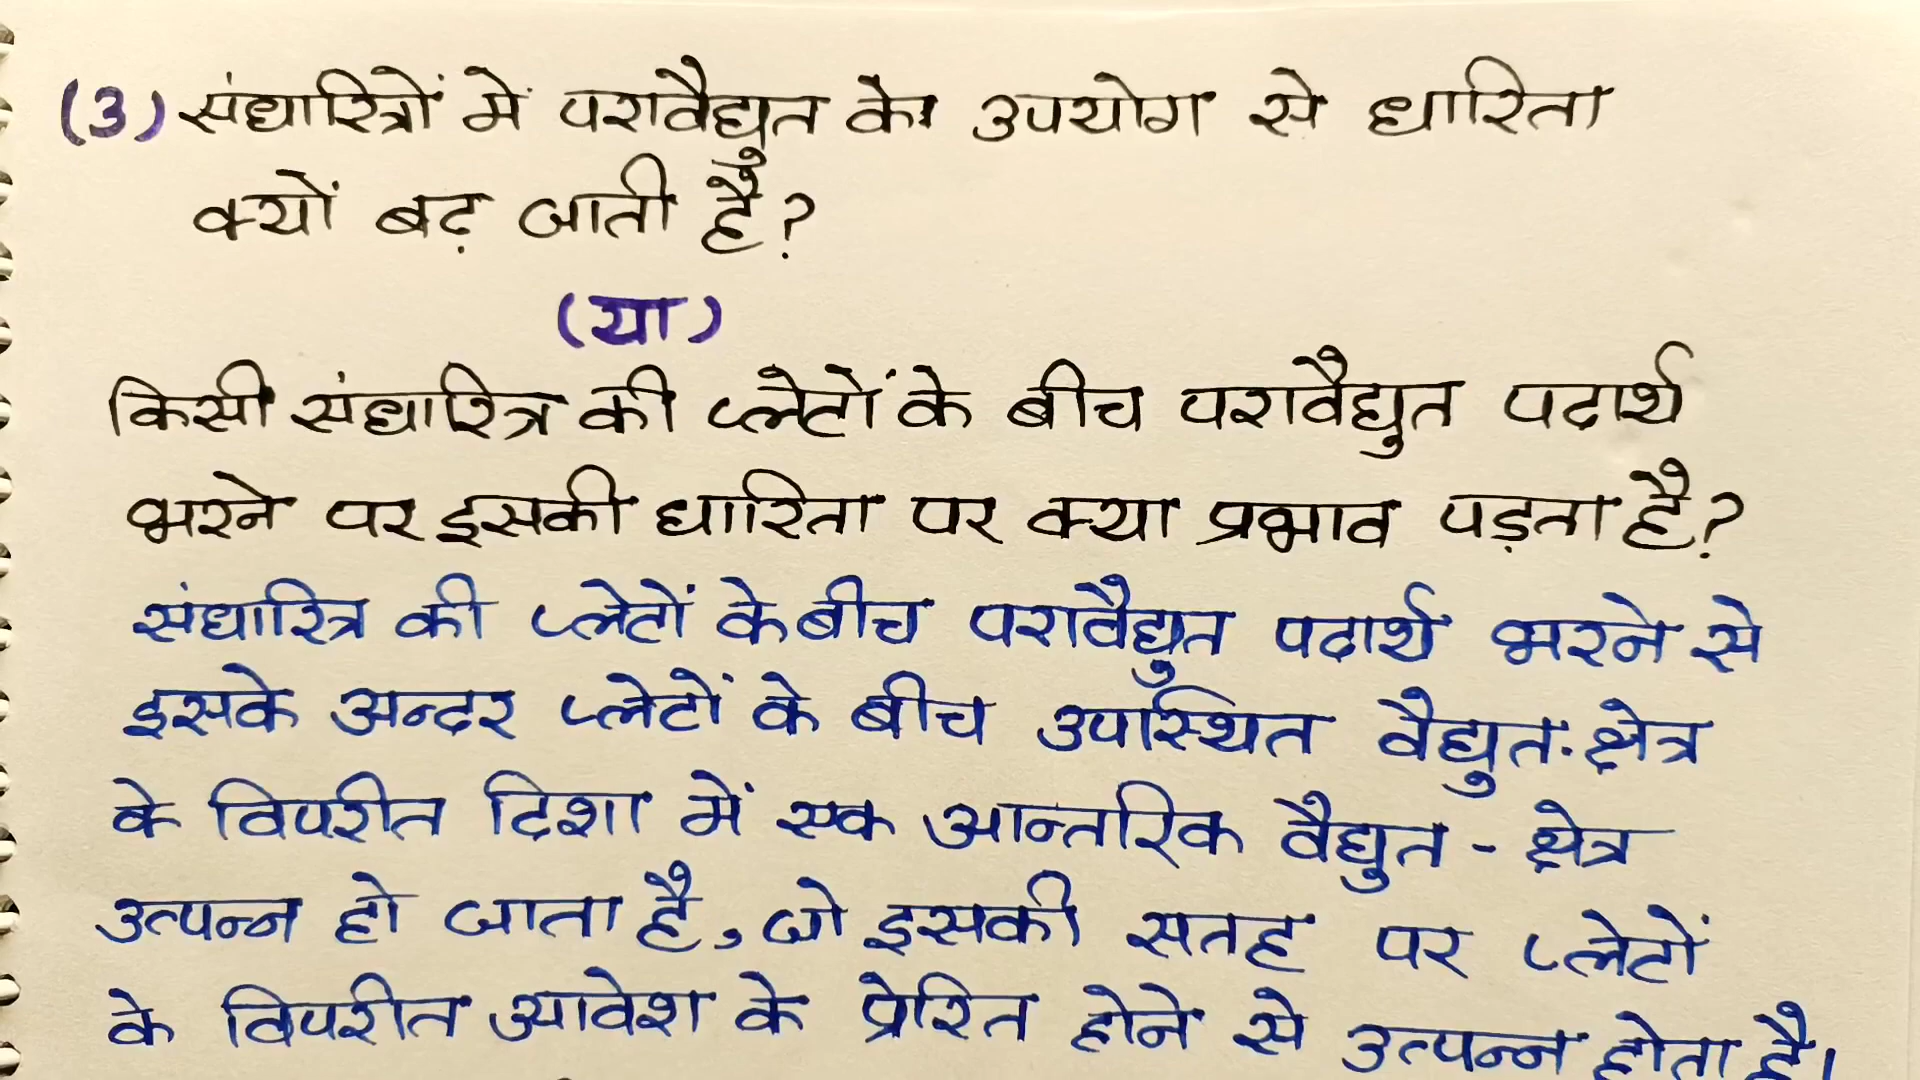 (3) संधारित्रों में परावैद्युत के उपयोग से धारिता
क्यों बढ़ जाती है?
(या)
किसी संधारित्र की प्लेटों के बीच परावैद्युत पदार्थ
भरने पर इसकी धारिता पर क्या प्रभाव पड़ता है?
संधारित्र की प्लेटों के बीच परावैद्युत पदार्थ भरने से
इसके अन्दर प्लेटों के बीच उपस्थित वैद्युत-क्षेत्र
के विपरीत दिशा में एक आन्तरिक वैद्युत - क्षेत्र
उत्पन्न हो जाता है, जो इसकी सतह पर प्लेटों
के विपरीत आवेश के प्रेरित होने से उत्पन्न होता है।